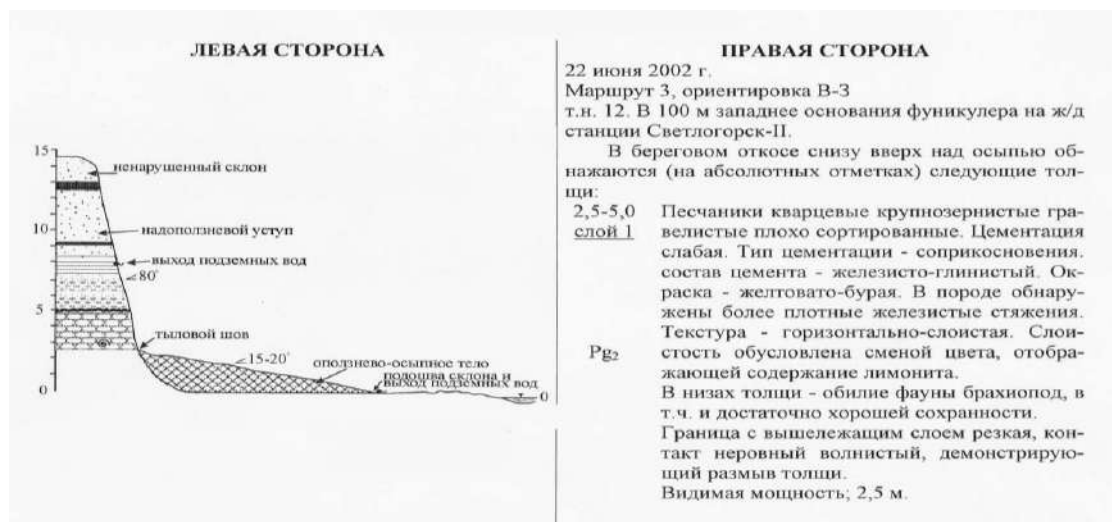 ЛЕВАЯ СТОРОНА
15
ненарушенный склон
10
надоползневой уступ
выход подземных вод
80°
5
тыловой шов
15-20°
оползнево-осыпное тело
подошва склона и
выход подземных вод
0
0
ПРАВАЯ СТОРОНА
22 июня 2002 г.
Маршрут 3, ориентировка В-З
т.н. 12. В 100 м западнее основания фуникулера на ж/д
станции Светлогорск-II.
В береговом откосе снизу вверх над осыпью об-
нажаются (на абсолютных отметках) следующие тол-
щи:
2,5-5,0 Песчаники кварцевые крупнозернистые гра-
слой 1 велистые плохо сортированные. Цементация
слабая. Тип цементации - соприкосновения.
состав цемента - железисто-глинистый. Ок-
раска - желтовато-бурая. В породе обнару-
жены более плотные железистые стяжения.
Текстура - горизонтально-слоистая. Слои-
Pg₂ стость обусловлена сменой цвета, отобра-
жающей содержание лимонита.
В низах толщи - обилие фауны брахиопод, в
т.ч. и достаточно хорошей сохранности.
Граница с вышележащим слоем резкая, кон-
такт неровный волнистый, демонстрирую-
щий размыв толщи.
Видимая мощность; 2,5 м.